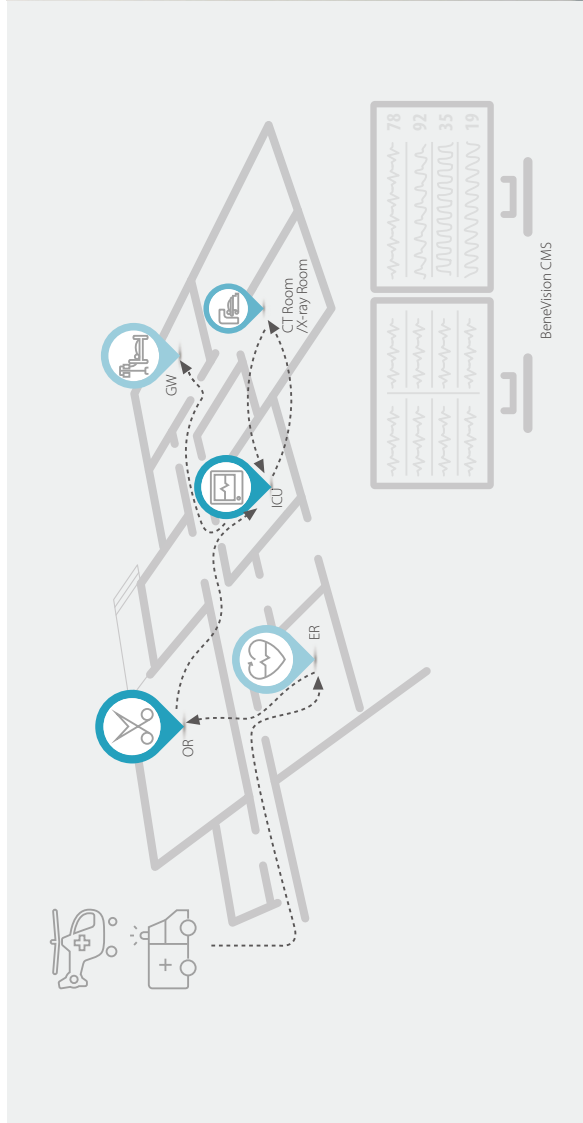 OR
ER
ICU
GW
CT Room
/X-ray Room
78
92
35
19
BeneVision CMS